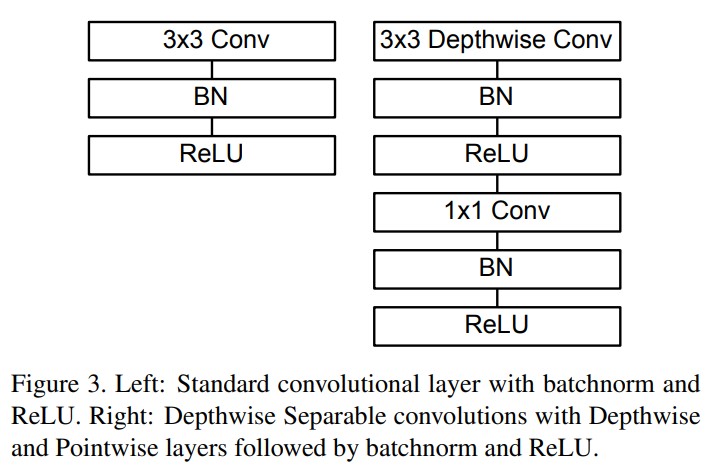 3x3 Conv
BN
ReLU
3x3 Depthwise Conv
BN
ReLU
1x1 Conv
BN
ReLU
Figure 3. Left: Standard convolutional layer with batchnorm and
ReLU. Right: Depthwise Separable convolutions with Depthwise
and Pointwise layers followed by batchnorm and ReLU.